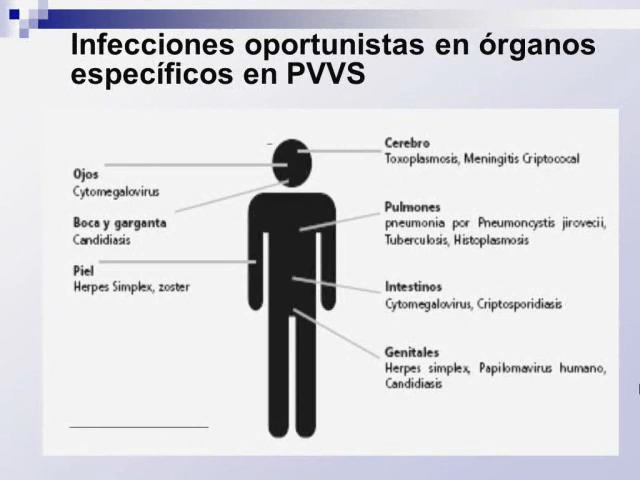 Infecciones oportunistas en órganos
específicos en PVVS
Ojos
Cytomegalovirus
Boca y garganta
Candidiasis
Piel
Herpes Simplex, zoster
Cerebro
Toxoplasmosis, Meningitis Criptococal
Pulmones
pneumonia por Pneumoncystis jirovecii,
Tuberculosis, Histoplasmosis
Intestinos
Cytomegalovirus, Criptosporidiasis
Genitales
Herpes simplex, Papilomavirus humano,
Candidiasis